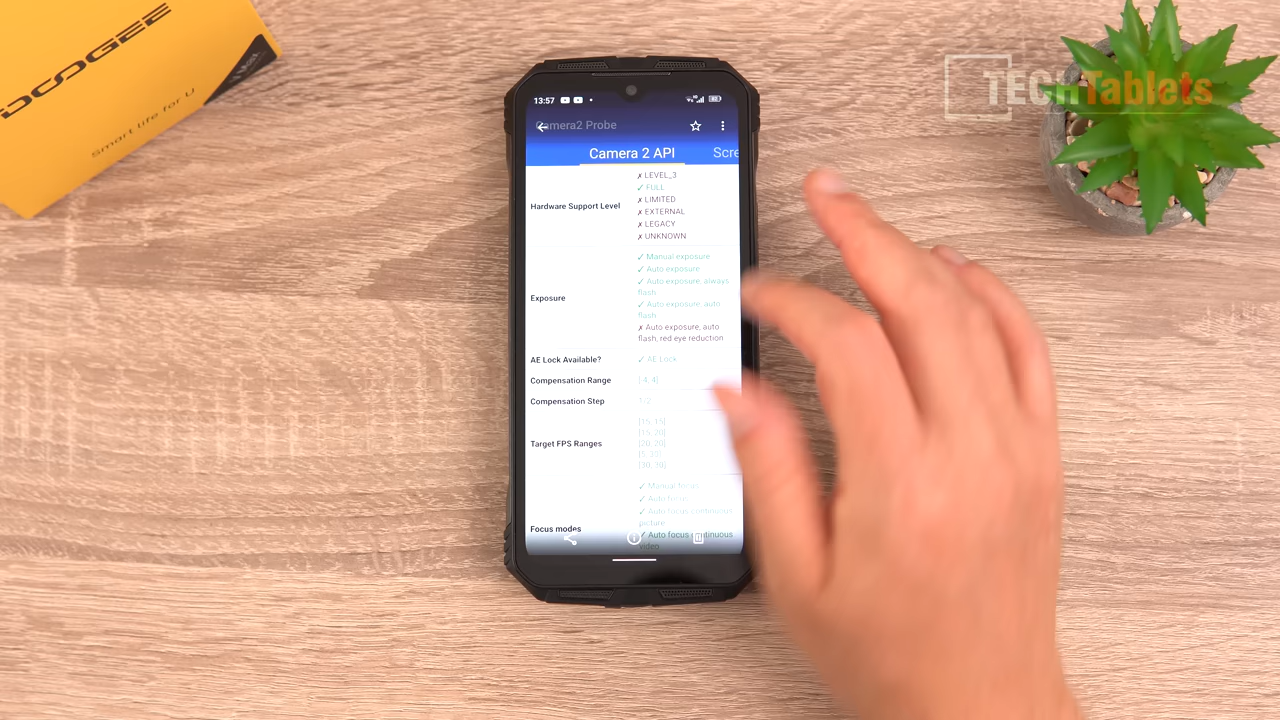 DOOGEE
Smart life for U
TECHTablets
13:57
Camera2 Probe
Camera 2 API
Scre
Hardware Support Level
✗ LEVEL_3
✓ FULL
✗ LIMITED
✗ EXTERNAL
✗ LEGACY
✗ UNKNOWN
Exposure
✓ Manual exposure
✓ Auto exposure
✓ Auto exposure, always
flash
✓ Auto exposure, auto
flash
✗ Auto exposure, auto
flash, red eye reduction
AE Lock Available?
✓ AE Lock
Compensation Range
[-4, 4]
Compensation Step
1/2
Target FPS Ranges
[15, 15]
[15, 20]
[20, 20]
[5, 30]
[30, 30]
Focus modes
✓ Manual focus
✓ Auto focus
✓ Auto focus continuous
picture
✓ Auto focus continuous
video